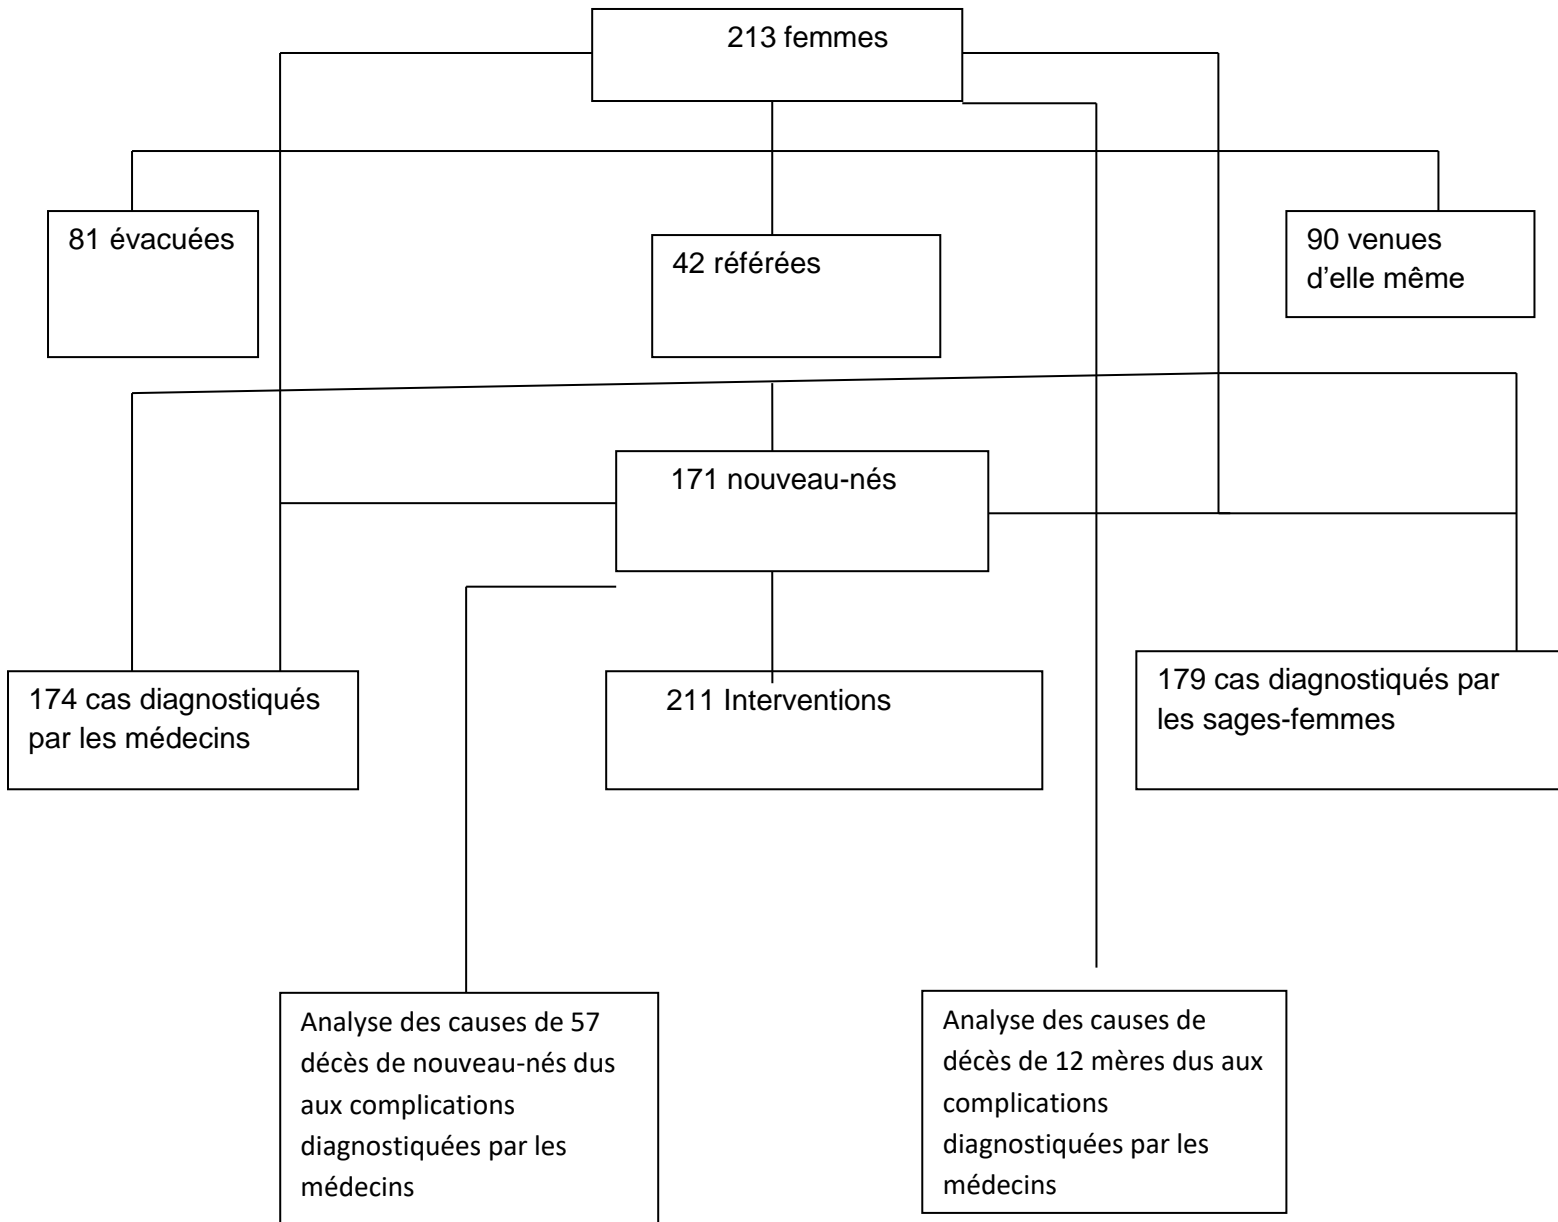 213 femmes
81 évacuées
42 référées
90 venues
d’elle même
171 nouveau-nés
174 cas diagnostiqués
par les médecins
211 Interventions
179 cas diagnostiqués par
les sages-femmes
Analyse des causes de 57
décès de nouveau-nés dus
aux complications
diagnostiquées par les
médecins
Analyse des causes de
décès de 12 mères dus aux
complications
diagnostiquées par les
médecins